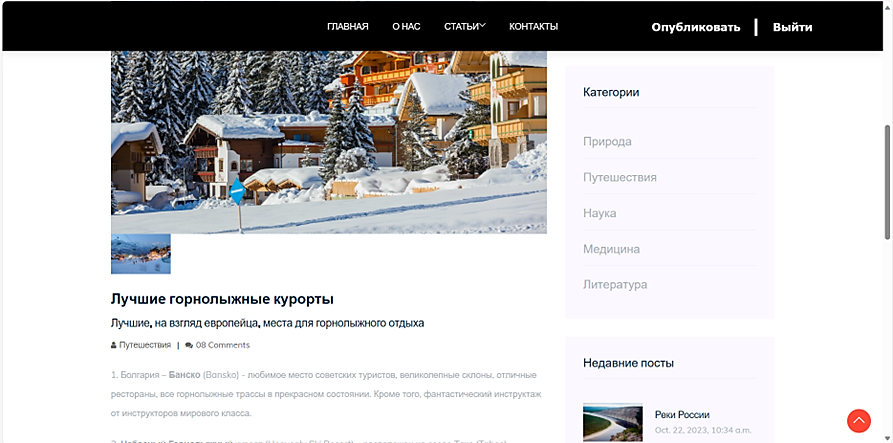 ГЛАВНАЯ О НАС СТАТЬИ КОНТАКТЫ Опубликовать | Выйти
Категории
Природа
Путешествия
Наука
Медицина
Литература
Лучшие горнолыжные курорты
Лучшие, на взгляд европейца, места для горнолыжного отдыха
Путешествия | 08 Comments
1. Болгария – Банско (Bansko) - любимое место советских туристов, великолепные склоны, отличные
рестораны, все горнолыжные трассы в прекрасном состоянии. Кроме того, фантастический инструктаж
от инструкторов мирового класса.
Недавние посты
Реки России
Oct. 22, 2023, 10:34 a.m.